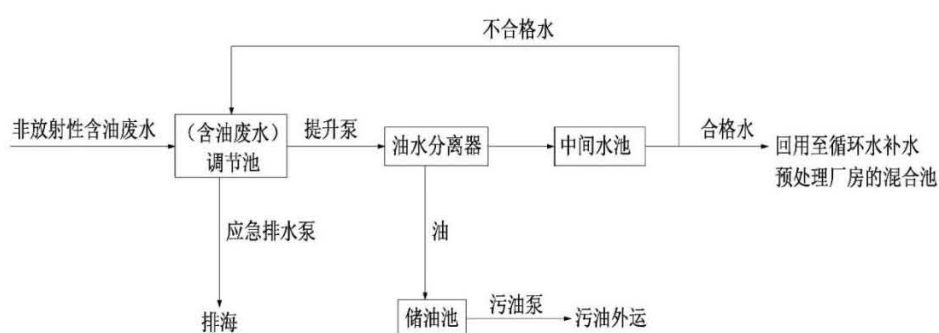 不合格水
非放射性含油废水
（含油废水）
调节池
提升泵
油水分离器
中间水池
合格水
回用至循环水补水
预处理厂房的混合池
应急排水泵
油
排海
储油池
污油泵
污油外运